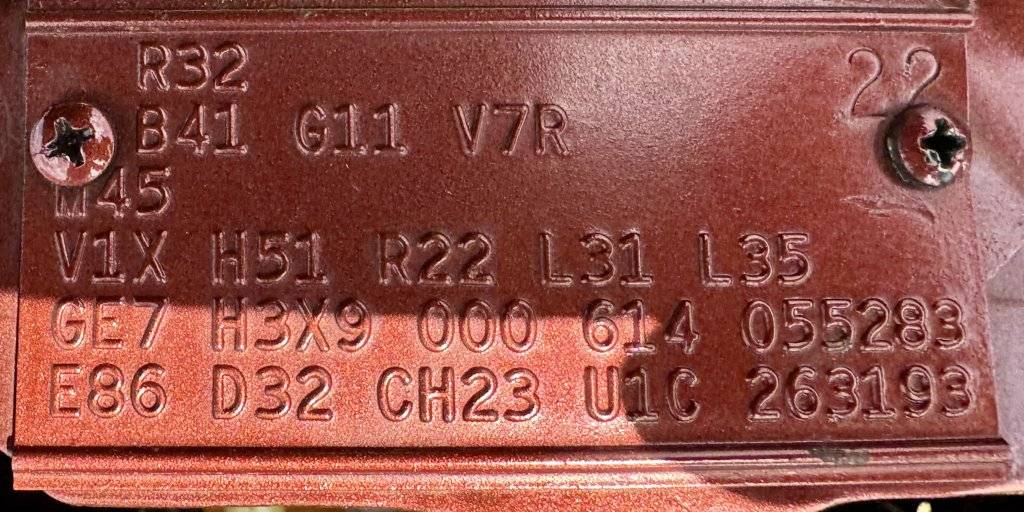 R32 22
B41 G11 V7R
M45
V1X H51 R22 L31 L35
GE7 H3X9 000 614 055283
E86 D32 CH23 U1C 263193